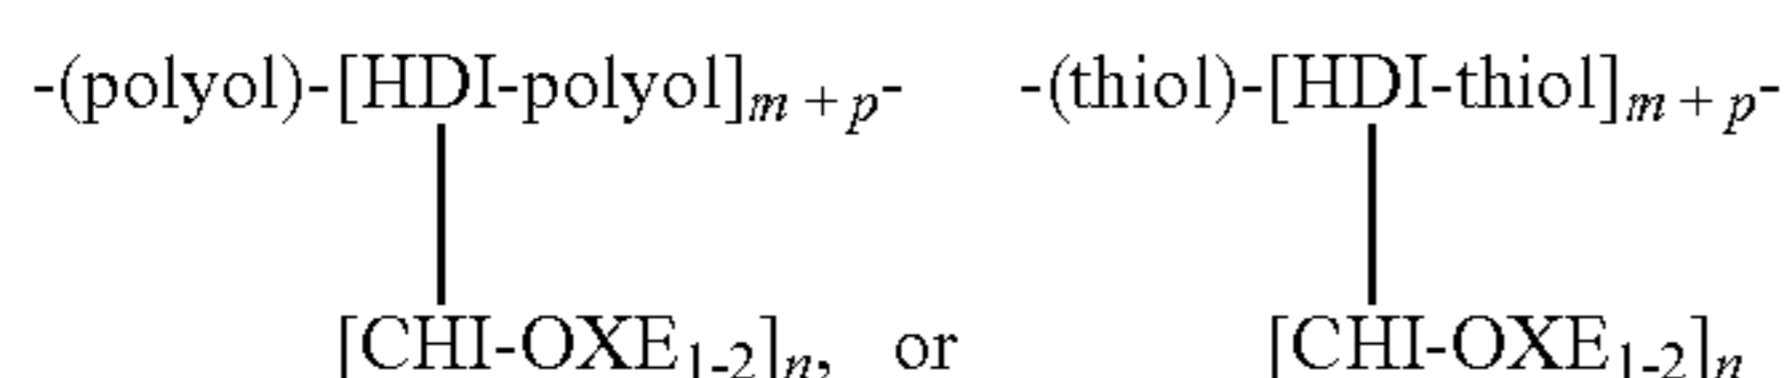 -(polyol)-[HDI-polyol]m + p- -(thiol)-[HDI-thiol]m + p-
[CHI-OXE1-2]n, or [CHI-OXE1-2]n